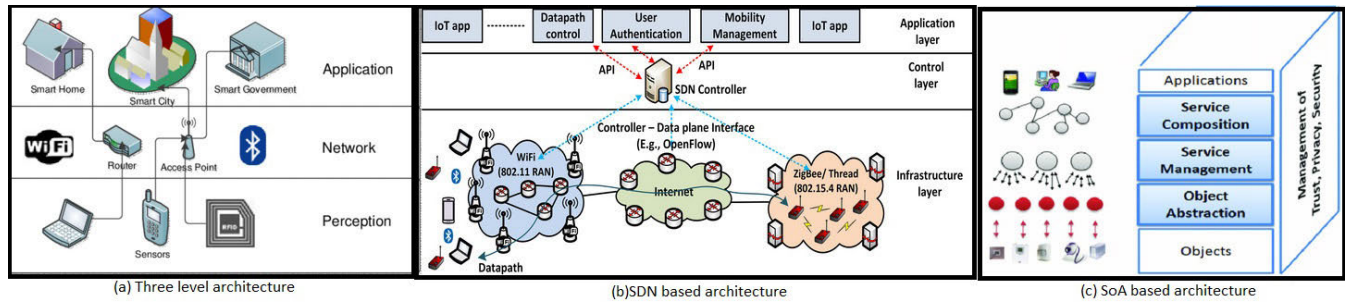 Smart Home
Smart City
Smart Government
Application
WiFi
Router
Access Point
Network
RFID
Sensors
Perception
(a) Three level architecture
IoT app
Datapath
control
User
Authentication
Mobility
Management
IoT app
Application
layer
API
API
SDN Controller
Control
layer
Controller – Data plane Interface
(E.g., OpenFlow)
WiFi
(802.11 RAN)
Internet
ZigBee/ Thread
(802.15.4 RAN)
Infrastructure
layer
Datapath
(b)SDN based architecture
Applications
Service
Composition
Service
Management
Object
Abstraction
Objects
Management of
Trust, Privacy, Security
(c) SoA based architecture